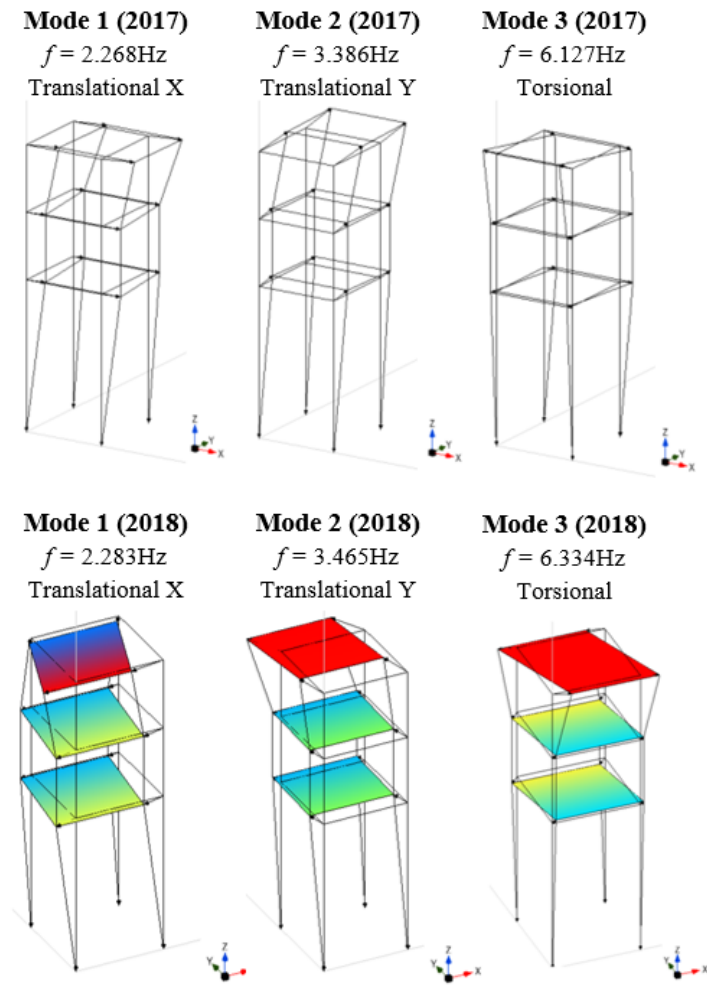 Mode 1 (2017) Mode 2 (2017) Mode 3 (2017)
f = 2.268Hz f = 3.386Hz f = 6.127Hz
Translational X Translational Y Torsional
Z Y X Z Y X Z Y X
Mode 1 (2018) Mode 2 (2018) Mode 3 (2018)
f = 2.283Hz f = 3.465Hz f = 6.334Hz
Translational X Translational Y Torsional
Z Y Z Y X Z Y X